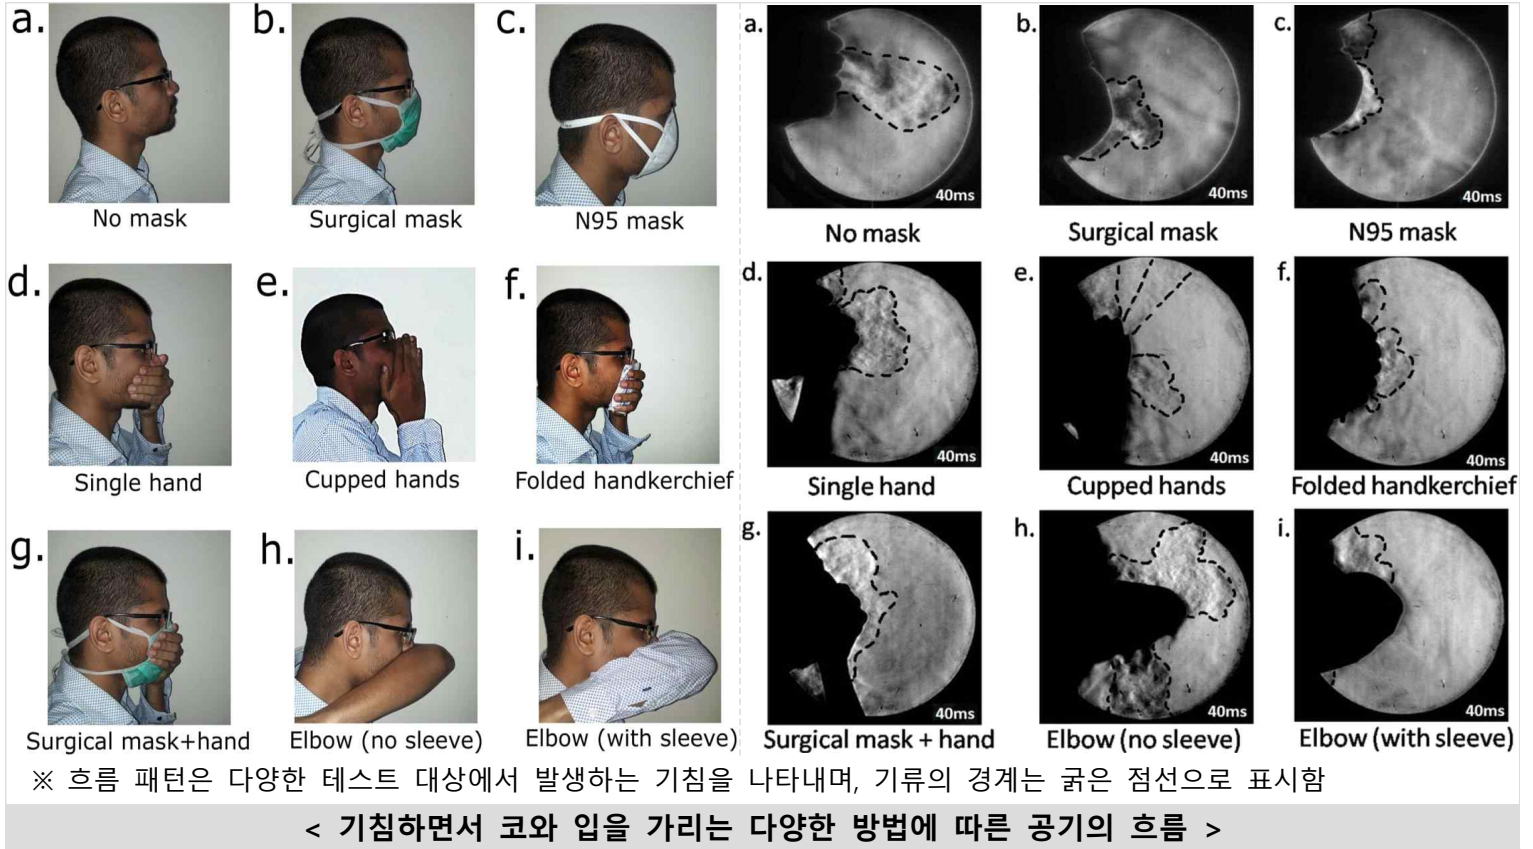 a.
b.
c.
No mask
Surgical mask
N95 mask
d.
e.
f.
Single hand
Cupped hands
Folded handkerchief
g.
h.
i.
Surgical mask+hand
Elbow (no sleeve)
Elbow (with sleeve)
a.
b.
c.
40ms
40ms
40ms
No mask
Surgical mask
N95 mask
d.
e.
f.
40ms
40ms
40ms
Single hand
Cupped hands
Folded handkerchief
g.
h.
i.
40ms
40ms
40ms
Surgical mask + hand
Elbow (no sleeve)
Elbow (with sleeve)
※ 흐름 패턴은 다양한 테스트 대상에서 발생하는 기침을 나타내며, 기류의 경계는 굵은 점선으로 표시함
< 기침하면서 코와 입을 가리는 다양한 방법에 따른 공기의 흐름 >